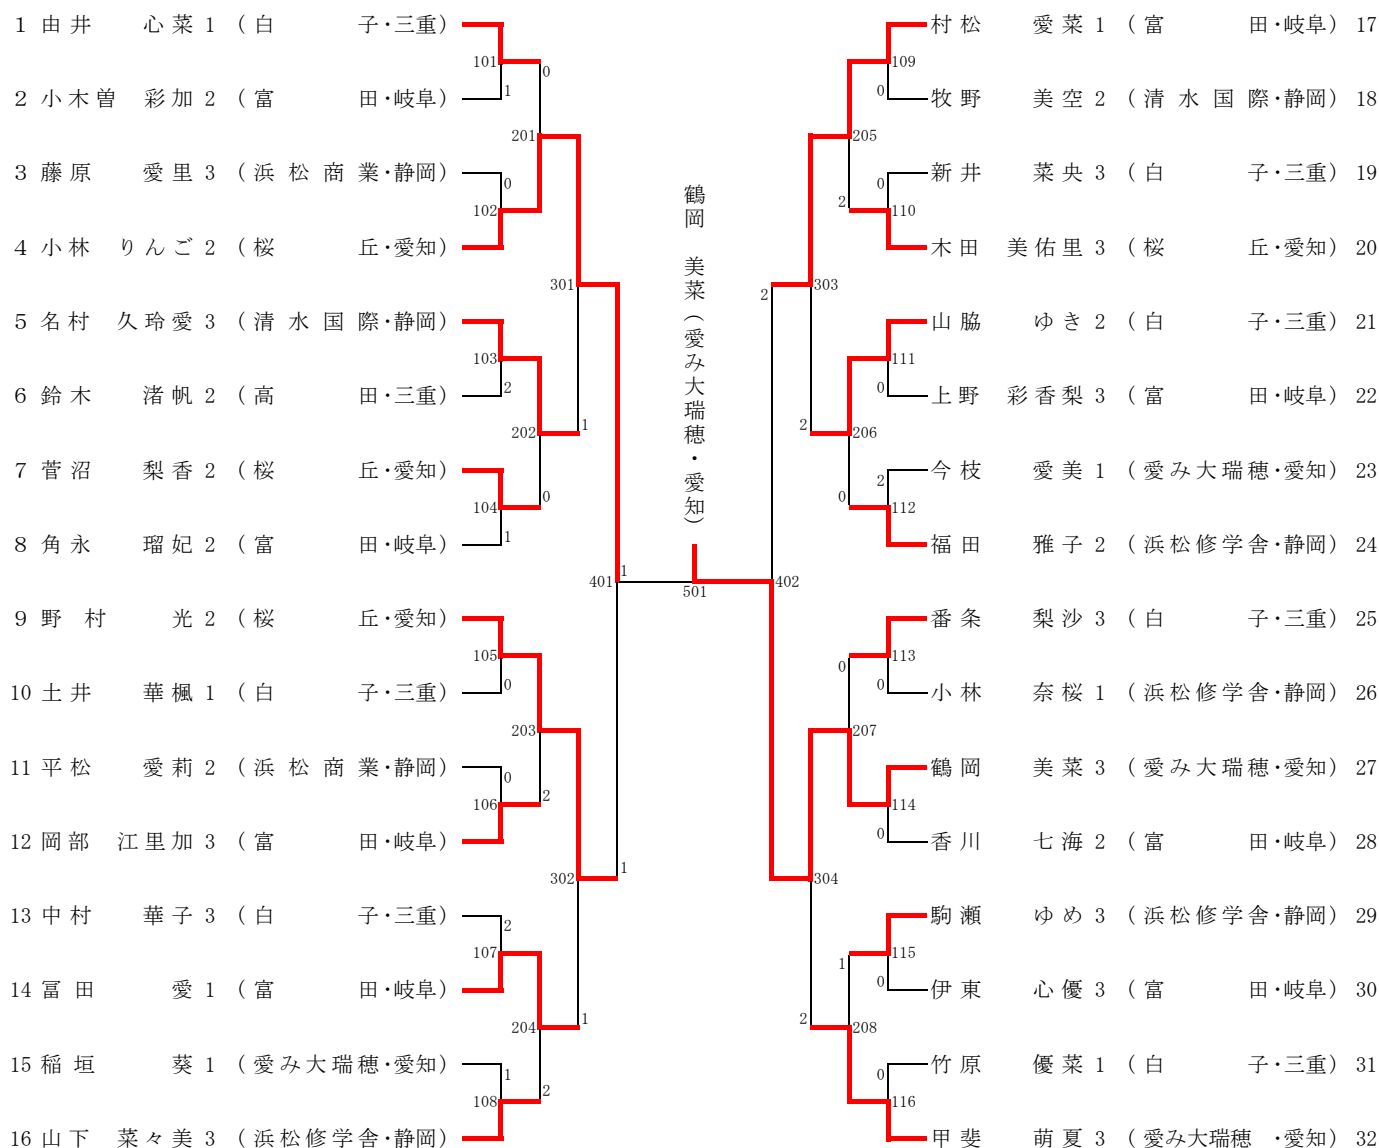 1 由井 心菜 1 (白 子・三重)
101
0
1
2 小木曽 彩加 2 (富 田・岐阜)
201
3 藤原 愛里 3 (浜松商業・静岡)
0
102
4 小林 りんご 2 (桜 丘・愛知)
301
5 名村 久玲愛 3 (清水国際・静岡)
103
2
6 鈴木 渚帆 2 (高 田・三重)
202
1
7 菅沼 梨香 2 (桜 丘・愛知)
104
0
1
8 角永 瑠妃 2 (富 田・岐阜)
401
1
9 野村 光 2 (桜 丘・愛知)
105
0
10 土井 華楓 1 (白 子・三重)
203
11 平松 愛莉 2 (浜松商業・静岡)
0
106
2
12 岡部 江里加 3 (富 田・岐阜)
302
1
13 中村 華子 3 (白 子・三重)
2
107
14 冨田 愛 1 (富 田・岐阜)
204
1
15 稲垣 葵 1 (愛み大瑞穂・愛知)
1
108
2
16 山下 菜々美 3 (浜松修学舎・静岡)
鶴岡 美菜(愛み大瑞穂・愛知)
501
村松 愛菜 1 (富 田・岐阜) 17
109
0
牧野 美空 2 (清水国際・静岡) 18
205
新井 菜央 3 (白 子・三重) 19
0
2
110
木田 美佑里 3 (桜 丘・愛知) 20
2
303
山脇 ゆき 2 (白 子・三重) 21
111
0
上野 彩香梨 3 (富 田・岐阜) 22
2
206
今枝 愛美 1 (愛み大瑞穂・愛知) 23
2
0
112
福田 雅子 2 (浜松修学舎・静岡) 24
402
番条 梨沙 3 (白 子・三重) 25
0
113
0
小林 奈桜 1 (浜松修学舎・静岡) 26
207
鶴岡 美菜 3 (愛み大瑞穂・愛知) 27
114
0
香川 七海 2 (富 田・岐阜) 28
304
駒瀬 ゆめ 3 (浜松修学舎・静岡) 29
1
115
0
伊東 心優 3 (富 田・岐阜) 30
2
208
竹原 優菜 1 (白 子・三重) 31
0
116
甲斐 萌夏 3 (愛み大瑞穂 ・愛知) 32